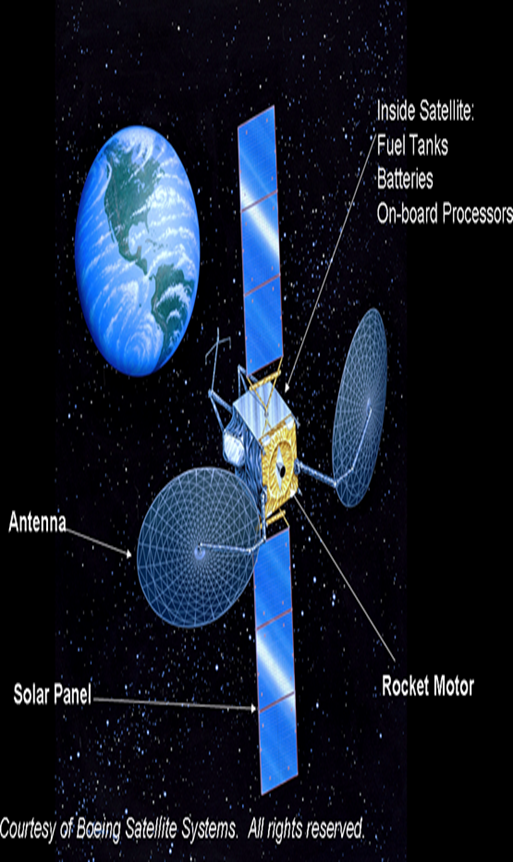 Inside Satellite:
Fuel Tanks
Batteries
On-board Processors
Antenna
Rocket Motor
Solar Panel
Courtesy of Boeing Satellite Systems. All rights reserved.